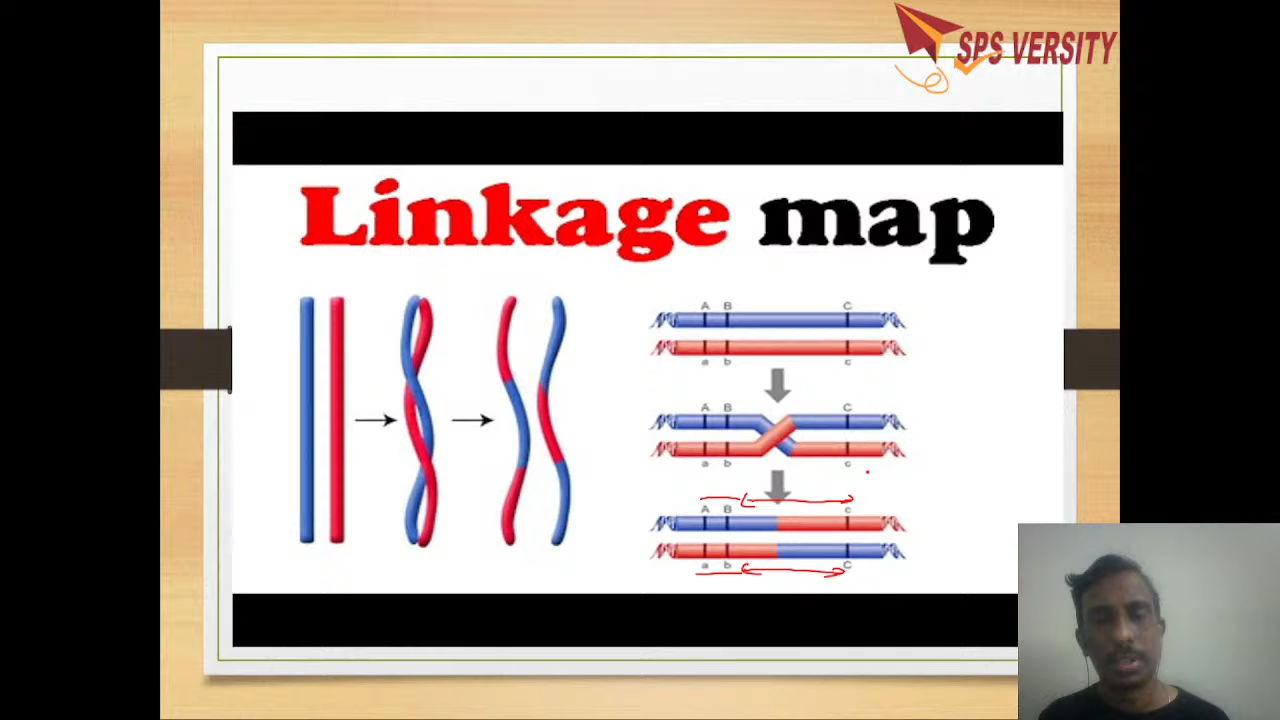 SPS VERSITY
Linkage map
A B C
a b c
A B C
a b c
A B c
a b C